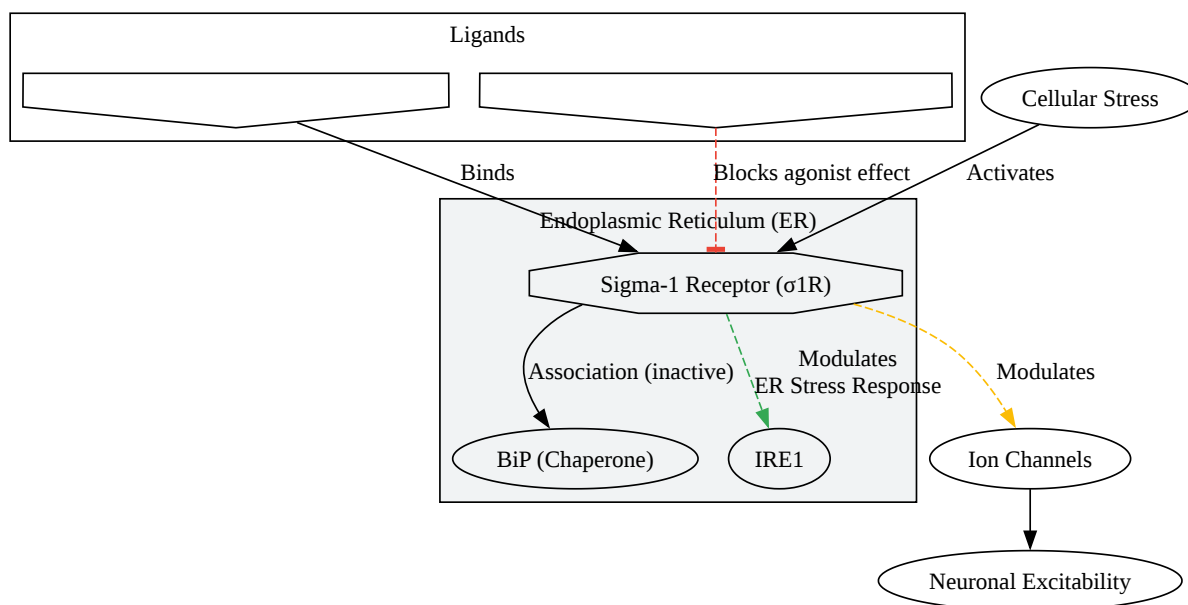 Ligands
Cellular Stress
Binds
Blocks agonist effect
Activates
Endoplasmic Reticulum (ER)
Sigma-1 Receptor (σ1R)
Association (inactive)
Modulates
ER Stress Response
Modulates
BiP (Chaperone)
IRE1
Ion Channels
Neuronal Excitability